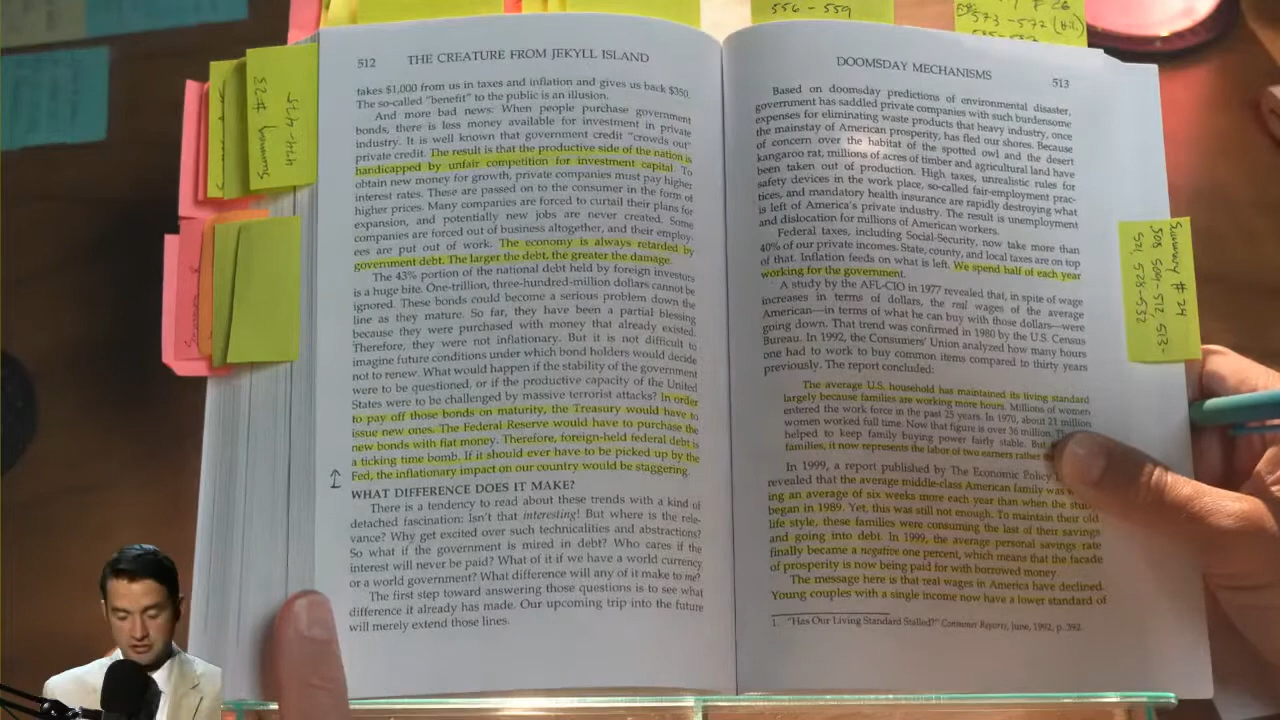 556 - 559
573 - 577 (Hil.)
474 - 475
Summary # 23
512 THE CREATURE FROM JEKYLL ISLAND
takes $1,000 from us in taxes and inflation and gives us back $350.
The so-called "benefit" to the public is an illusion.
And more bad news: When people purchase government
bonds, there is less money available for investment in private
industry. It is well known that government credit "crowds out"
private credit. The result is that the productive side of the nation is
handicapped by unfair competition for investment capital. To
obtain new money for growth, private companies must pay higher
interest rates. These are passed on to the consumer in the form of
higher prices. Many companies are forced to curtail their plans for
expansion, and potentially new jobs are never created. Some
companies are forced out of business altogether, and their employ-
ees are put out of work. The economy is always retarded by
government debt. The larger the debt, the greater the damage.
The 43% portion of the national debt held by foreign investors
is a huge bite. One-trillion, three-hundred-million dollars cannot be
ignored. These bonds could become a serious problem down the
line as they mature. So far, they have been a partial blessing
because they were purchased with money that already existed.
Therefore, they were not inflationary. But it is not difficult to
imagine future conditions under which bond holders would decide
not to renew. What would happen if the stability of the government
were to be questioned, or if the productive capacity of the United
States were to be challenged by massive terrorist attacks? In order
to pay off those bonds on maturity, the Treasury would have to
issue new ones. The Federal Reserve would have to purchase the
new bonds with fiat money. Therefore, foreign-held federal debt is
a ticking time bomb. If it should ever have to be picked up by the
Fed, the inflationary impact on our country would be staggering.
WHAT DIFFERENCE DOES IT MAKE?
There is a tendency to read about these trends with a kind of
detached fascination: Isn't that interesting! But where is the rele-
vance? Why get excited over such technicalities and abstractions?
So what if the government is mired in debt? Who cares if the
interest will never be paid? What of it if we have a world currency
or a world government? What difference will any of it make to me?
The first step toward answering those questions is to see what
difference it already has made. Our upcoming trip into the future
will merely extend those lines.
DOOMSDAY MECHANISMS 513
Based on doomsday predictions of environmental disaster,
government has saddled private companies with such burdensome
expenses for eliminating waste products that heavy industry, once
the mainstay of American prosperity, has fled our shores. Because
of concern over the habitat of the spotted owl and the desert
kangaroo rat, millions of acres of timber and agricultural land have
been taken out of production. High taxes, unrealistic rules for
safety devices in the work place, so-called fair-employment prac-
tices, and mandatory health insurance are rapidly destroying what
is left of America's private industry. The result is unemployment
and dislocation for millions of American workers.
Federal taxes, including Social-Security, now take more than
40% of our private incomes. State, county, and local taxes are on top
of that. Inflation feeds on what is left. We spend half of each year
working for the government.
A study by the AFL-CIO in 1977 revealed that, in spite of wage
increases in terms of dollars, the real wages of the average
American—in terms of what he can buy with those dollars—were
going down. That trend was confirmed in 1980 by the U.S. Census
Bureau. In 1992, the Consumers' Union analyzed how many hours
one had to work to buy common items compared to thirty years
previously. The report concluded:
The average U.S. household has maintained its living standard
largely because families are working more hours. Millions of women
entered the work force in the past 25 years. In 1970, about 21 million
women worked full time. Now that figure is over 36 million.
helped to keep family buying power fairly stable. But
families, it now represents the labor of two earners rather
In 1999, a report published by The Economic Policy
revealed that the average middle-class American family was
ing an average of six weeks more each year than when the
began in 1989. Yet, this was still not enough. To maintain their old
life style, these families were consuming the last of their savings
and going into debt. In 1999, the average personal savings rate
finally became a negative one percent, which means that the facade
of prosperity is now being paid for with borrowed money.
The message here is that real wages in America have declined.
Young couples with a single income now have a lower standard of
1. "Has Our Living Standard Stalled?" Consumer Reports, June, 1992, p. 392.
Summary # 24
508, 509-512, 513-
521, 528-532